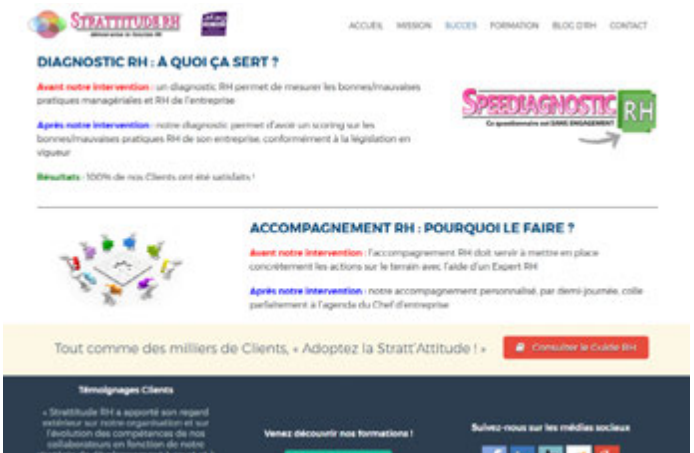 STRATTITUDE RH
ACCUEIL MISSION SUCCES FORMATION BLOG D'RH CONTACT
DIAGNOSTIC RH : A QUOI ÇA SERT ?
Avant notre intervention : un diagnostic RH permet de mesurer les bonnes/mauvaises
pratiques managériales et RH de l'entreprise
SPEEDIAGNOSTIC RH
Ce questionnaire est SANS ENGAGEMENT
Après notre intervention : notre diagnostic permet d'avoir un scoring sur les
bonnes/mauvaises pratiques RH de son entreprise, conformément à la législation en
vigueur
Résultats : 100% de nos Clients ont été satisfaits !
ACCOMPAGNEMENT RH : POURQUOI LE FAIRE ?
Avant notre intervention : l'accompagnement RH doit servir à mettre en place
concrètement les actions sur le terrain avec l'aide d'un Expert RH
Après notre intervention : notre accompagnement personnalisé, par demi-journée, colle
parfaitement à l'agenda du Chef d'entreprise
Tout comme des milliers de Clients, « Adoptez la Stratt'Attitude ! »
Consulter le Guide RH
Témoignages Clients
« Strattitude RH a apporté son regard
extérieur sur notre organisation et sur
l'évolution des compétences de nos
collaborateurs en fonction de notre
Venez découvrir nos formations !
Suivez-nous sur les médias sociaux